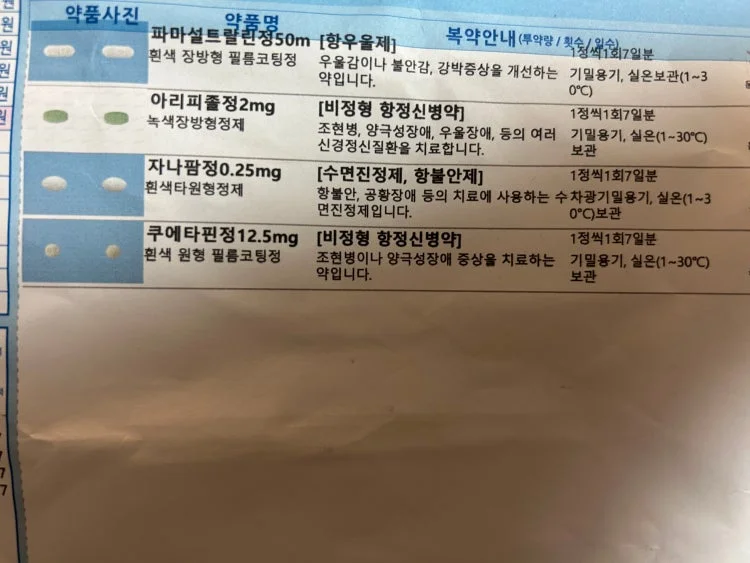 약품사진 약품명 복약안내(투약량 / 횟수 / 일수)
파마설트랄린정50m [항우울제] 1정씩1회7일분
흰색 장방형 필름코팅정 우울감이나 불안감, 강박증상을 개선하는 약입니다. 기밀용기, 실온보관(1~30℃)
아리피졸정2mg [비정형 항정신병약] 1정씩1회7일분
녹색장방형정제 조현병, 양극성장애, 우울장애, 등의 여러 기밀용기, 실온(1~30℃)
신경정신질환을 치료합니다. 보관
자나팜정0.25mg [수면진정제, 항불안제] 1정씩1회7일분
흰색타원형정제 항불안, 공황장애 등의 치료에 사용하는 수 차광기밀용기, 실온(1~3
면진정제입니다. 0℃)보관
쿠에타핀정12.5mg [비정형 항정신병약] 1정씩1회7일분
흰색 원형 필름코팅정 조현병이나 양극성장애 증상을 치료하는 기밀용기, 실온(1~30℃)
약입니다. 보관